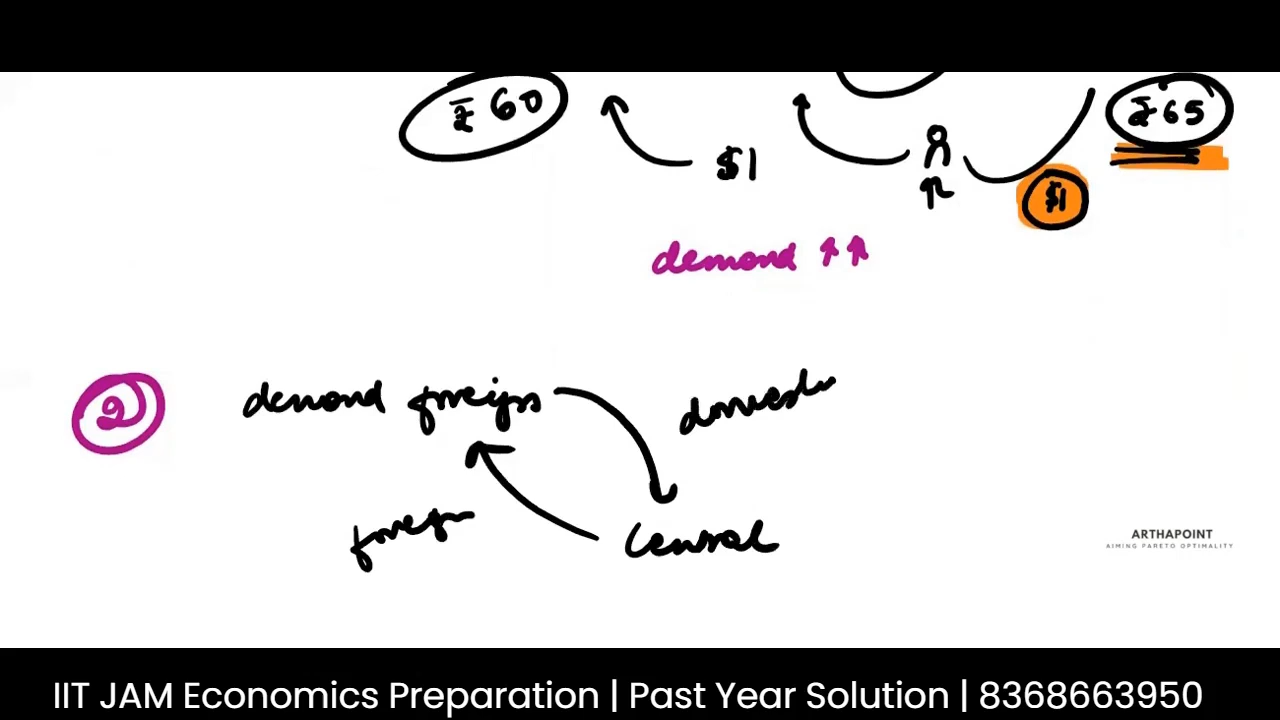 ₹ 60
₹ 65
$1
$1
demand ↑↑
2
demand foreign domestic
foreign
Central
ARTHAPOINT
AIMING PARETO OPTIMALITY
IIT JAM Economics Preparation | Past Year Solution | 8368663950